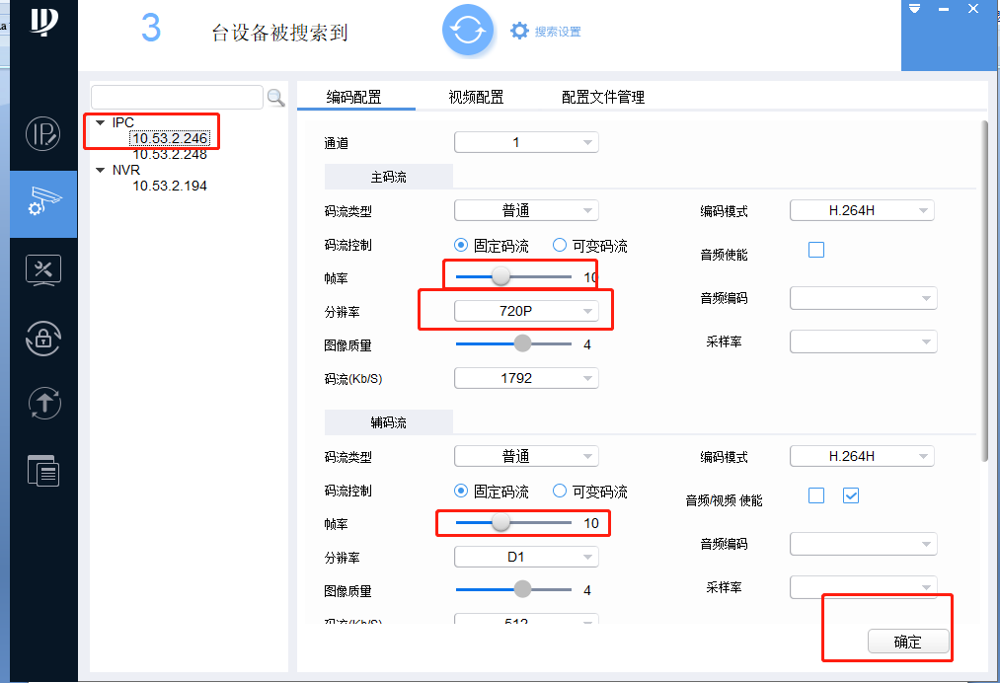 3 台设备被搜索到 搜索设置
编码配置 视频配置 配置文件管理
IPC
10.53.2.246
10.53.2.248
NVR
10.53.2.194
通道 1
主码流
码流类型 普通 编码模式 H.264H
码流控制 固定码流 可变码流 音频使能
帧率 10
分辨率 720P 音频编码
图像质量 4 采样率
码流(Kb/S) 1792
辅码流
码流类型 普通 编码模式 H.264H
码流控制 固定码流 可变码流 音频/视频 使能
帧率 10
分辨率 D1 音频编码
图像质量 4 采样率
码流(Kb/S) 512
确定